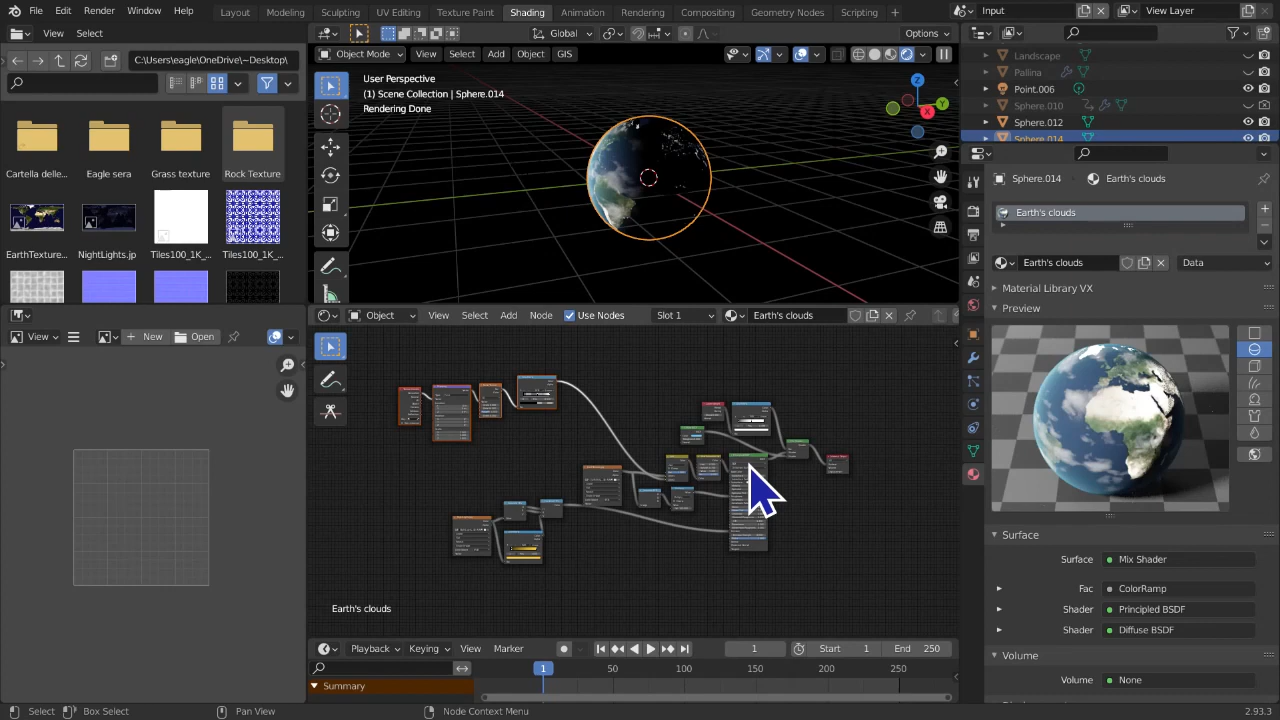 File Edit Render Window Help Layout Modeling Sculpting UV Editing Texture Paint Shading Animation Rendering Compositing Geometry Nodes Scripting + Input View Layer
View Select
C:\Users\eagle\OneDrive\~Desktop\
Cartella delle... Eagle sera Grass texture Rock Texture
EarthTexture... NightLights.jp Tiles100_1K_... Tiles100_1K_...
Global Options
Object Mode View Select Add Object GIS
User Perspective
(1) Scene Collection | Sphere.014
Rendering Done
Z
Y
X
Landscape
Pallina
Point.006
Sphere.010
Sphere.012
Sphere.014
Sphere.014 Earth's clouds
Earth's clouds
Earth's clouds Data
Material Library VX
Preview
Surface
Surface Mix Shader
Fac ColorRamp
Shader Principled BSDF
Shader Diffuse BSDF
Volume
Volume None
View New Open
Object View Select Add Node Use Nodes Slot 1 Earth's clouds
Earth's clouds
Playback Keying View Marker 1 Start 1 End 250
1 50 100 150 200 250
Summary
Select Box Select Pan View Node Context Menu 2.93.3